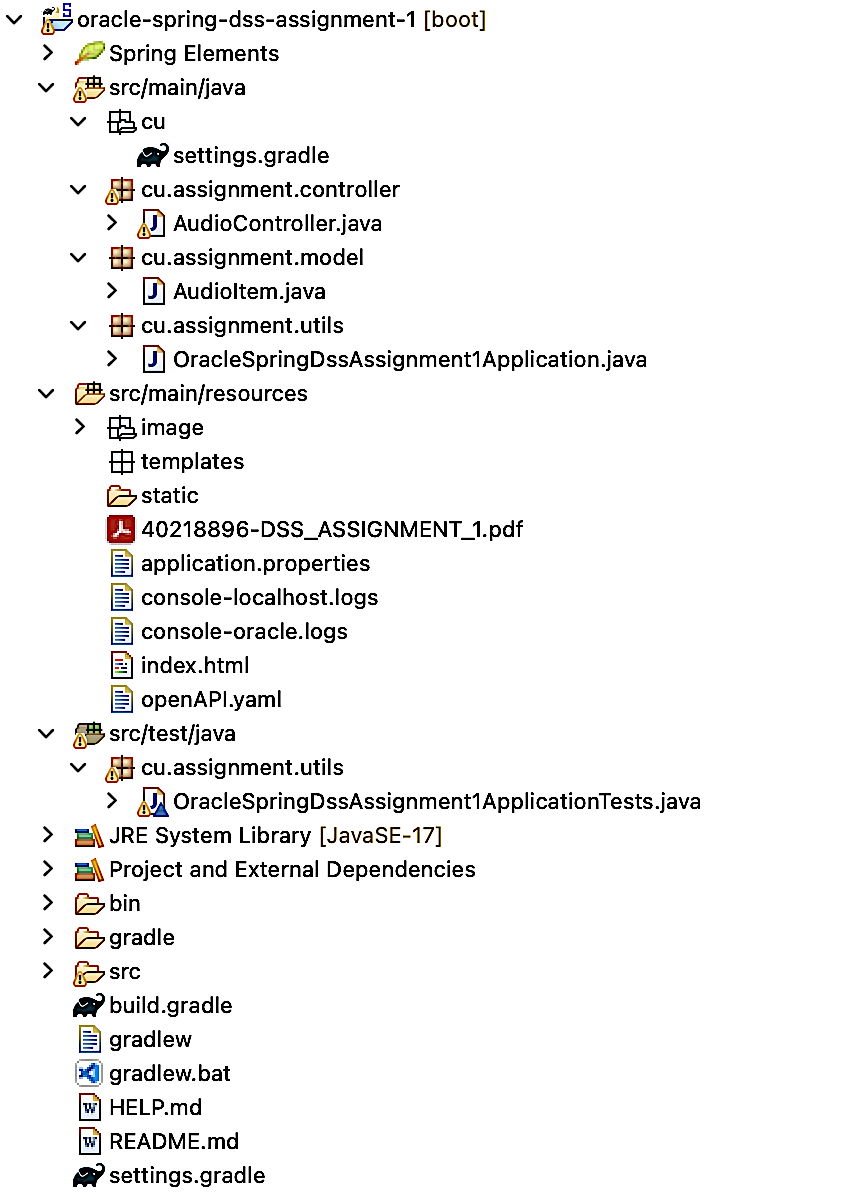 oracle-spring-dss-assignment-1 [boot]
Spring Elements
src/main/java
cu
settings.gradle
cu.assignment.controller
AudioController.java
cu.assignment.model
AudioItem.java
cu.assignment.utils
OracleSpringDssAssignment1Application.java
src/main/resources
image
templates
static
40218896-DSS_ASSIGNMENT_1.pdf
application.properties
console-localhost.logs
console-oracle.logs
index.html
openAPI.yaml
src/test/java
cu.assignment.utils
OracleSpringDssAssignment1ApplicationTests.java
JRE System Library [JavaSE-17]
Project and External Dependencies
bin
gradle
src
build.gradle
gradlew
gradlew.bat
HELP.md
README.md
settings.gradle